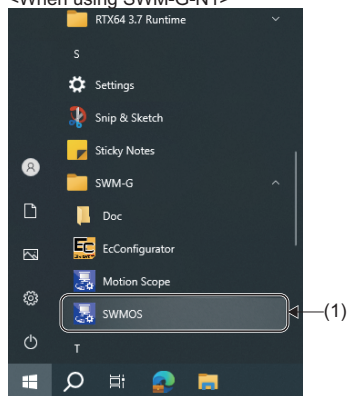 <When using SWM-G-N1>
RTX64 3.7 Runtime
S
Settings
Snip & Sketch
Sticky Notes
SWM-G
Doc
EcConfigurator
Motion Scope
SWMOS
(1)
T